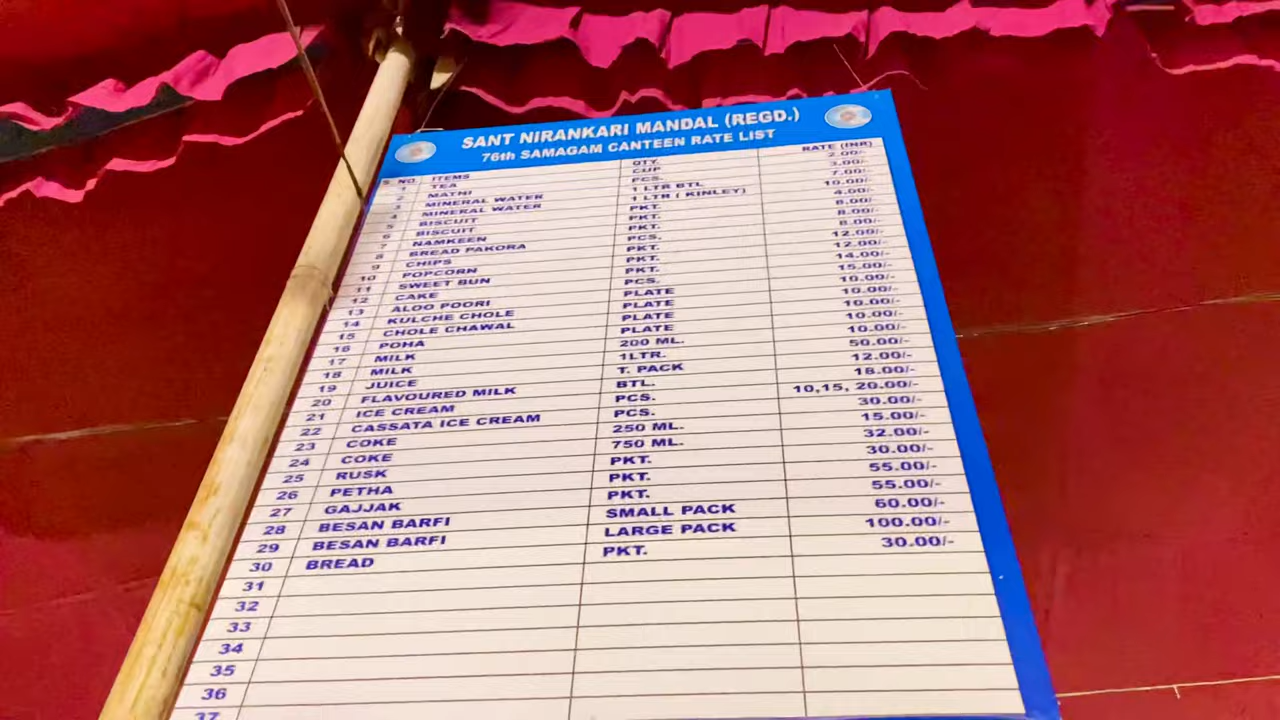 SANT NIRANKARI MANDAL (REGD.)
76th SAMAGAM CANTEEN RATE LIST
S. NO. ITEMS QTY. RATE (INR)
1 TEA CUP 2.00/-
2 MATHI PCS. 3.00/-
3 MINERAL WATER 1 LTR BTL 7.00/-
4 MINERAL WATER 1 LTR ( KINLEY) 10.00/-
5 BISCUIT PKT. 4.00/-
6 BISCUIT PKT. 8.00/-
7 NAMKEEN PKT. 8.00/-
8 BREAD PAKORA PCS. 8.00/-
9 CHIPS PKT. 12.00/-
10 POPCORN PKT. 12.00/-
11 SWEET BUN PKT. 14.00/-
12 CAKE PCS. 15.00/-
13 ALOO POORI PLATE 10.00/-
14 KULCHE CHOLE PLATE 10.00/-
15 CHOLE CHAWAL PLATE 10.00/-
16 POHA PLATE 10.00/-
17 MILK 200 ML. 10.00/-
18 MILK 1LTR. 50.00/-
19 JUICE T. PACK 12.00/-
20 FLAVOURED MILK BTL. 18.00/-
21 ICE CREAM PCS. 10,15, 20.00/-
22 CASSATA ICE CREAM PCS. 30.00/-
23 COKE 250 ML. 15.00/-
24 COKE 750 ML. 32.00/-
25 RUSK PKT. 30.00/-
26 PETHA PKT. 55.00/-
27 GAJJAK PKT. 55.00/-
28 BESAN BARFI SMALL PACK 60.00/-
29 BESAN BARFI LARGE PACK 100.00/-
30 BREAD PKT. 30.00/-
31
32
33
34
35
36
37